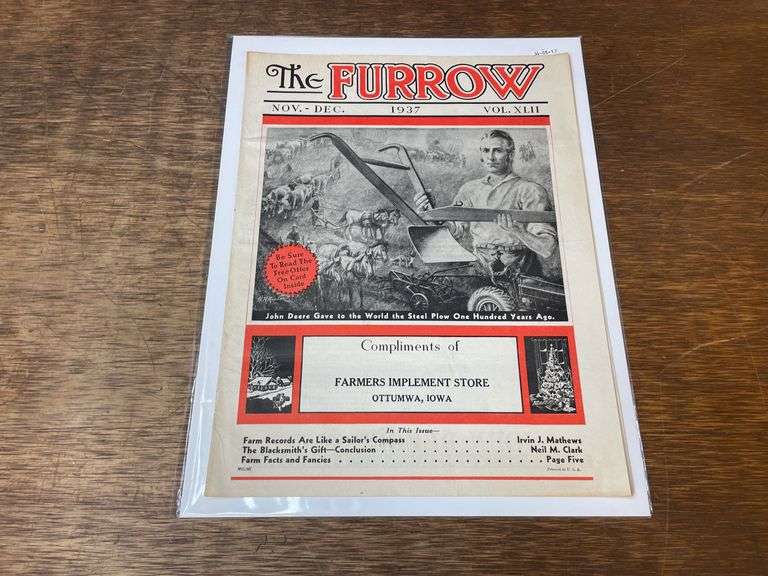 The FURROW
NOV. - DEC. 1937 VOL. XLII
Be Sure
To Read The
Free Offer
On Card
Inside
John Deere Gave to the World the Steel Plow One Hundred Years Ago.
Compliments of
FARMERS IMPLEMENT STORE
OTTUMWA, IOWA
In This Issue—
Farm Records Are Like a Sailor's Compass . . . . . . . . . . Irvin J. Mathews
The Blacksmith's Gift—Conclusion . . . . . . . . . . . . . . Neil M. Clark
Farm Facts and Fancies . . . . . . . . . . . . . . . . . . . . Page Five
Printed in U. S. A.